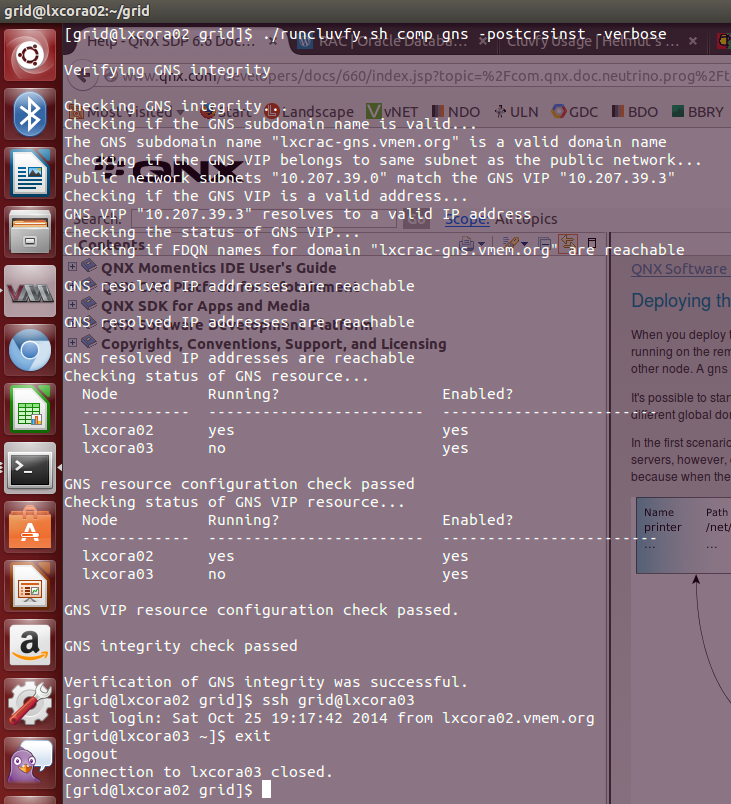 grid@lxcora02:~/grid
[grid@lxcora02 grid]$ ./runcluvfy.sh comp gns -postcrsinst -verbose
Help - QNX SDP 6.6 Doc...
RAC | Oracle Databa...
Cluvfy Usage | Helmut's ...
Verifying GNS integrity
www.qnx.com/developers/docs/660/index.jsp?topic=%2Fcom.qnx.doc.neutrino.prog%2Ft
Checking GNS integrity...
Most Visited
Start
Landscape
vNET
NDO
ULN
GDC
BDO
BBRY
Checking if the GNS subdomain name is valid...
The GNS subdomain name "lxcrac-gns.vmem.org" is a valid domain name
Checking if the GNS VIP belongs to same subnet as the public network...
Public network subnets "10.207.39.0" match the GNS VIP "10.207.39.3"
QNX
Checking if the GNS VIP is a valid address...
GNS VIP "10.207.39.3" resolves to a valid IP address
Search:
GO
Scope: All topics
Checking the status of GNS VIP...
Contents
Checking if FDQN names for domain "lxcrac-gns.vmem.org" are reachable
QNX Momentics IDE User's Guide
QNX Software
GNS resolved IP addresses are reachable
QNX SDK for Apps and Media
Deploying th
GNS resolved IP addresses are reachable
Copyrights, Conventions, Support, and Licensing
When you deploy t
running on the rem
other node. A gns
GNS resolved IP addresses are reachable
Checking status of GNS resource...
Node Running? Enabled?
------------ ------------------------ ------------------------
lxcora02 yes yes
lxcora03 no yes
It's possible to star
different global do
In the first scenario
servers, however,
because when the
GNS resource configuration check passed
Checking status of GNS VIP resource...
Node Running? Enabled?
------------ ------------------------ ------------------------
lxcora02 yes yes
lxcora03 no yes
Name Path
printer /net/
... ...
GNS VIP resource configuration check passed.
GNS integrity check passed
Verification of GNS integrity was successful.
[grid@lxcora02 grid]$ ssh grid@lxcora03
Last login: Sat Oct 25 19:17:42 2014 from lxcora02.vmem.org
[grid@lxcora03 ~]$ exit
logout
Connection to lxcora03 closed.
[grid@lxcora02 grid]$